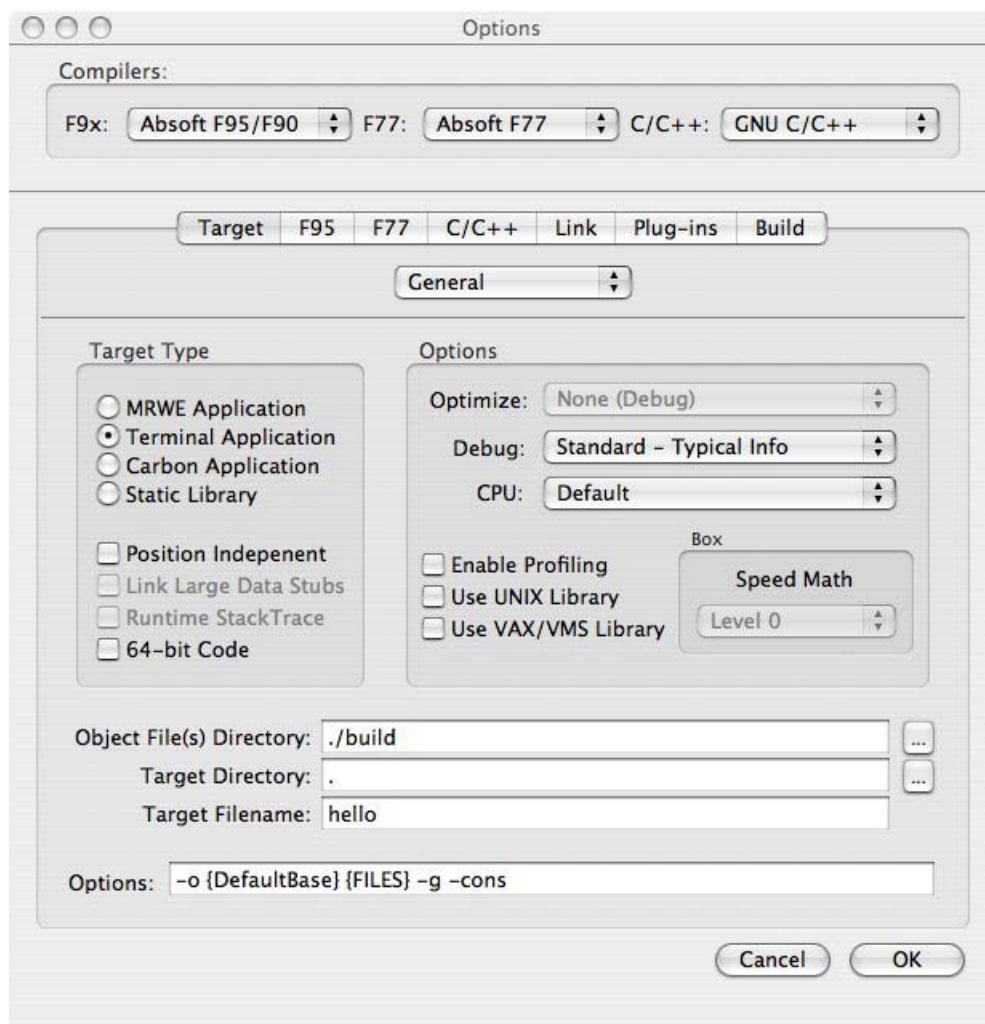 Options
Compilers:
F9x: Absoft F95/F90 F77: Absoft F77 C/C++: GNU C/C++
Target F95 F77 C/C++ Link Plug-ins Build
General
Target Type
MRWE Application
Terminal Application
Carbon Application
Static Library
Position Indepenent
Link Large Data Stubs
Runtime StackTrace
64-bit Code
Options
Optimize: None (Debug)
Debug: Standard - Typical Info
CPU: Default
Enable Profiling
Use UNIX Library
Use VAX/VMS Library
Box
Speed Math
Level 0
Object File(s) Directory: ./build ...
Target Directory: . ...
Target Filename: hello
Options: -o {DefaultBase} {FILES} -g -cons
Cancel OK